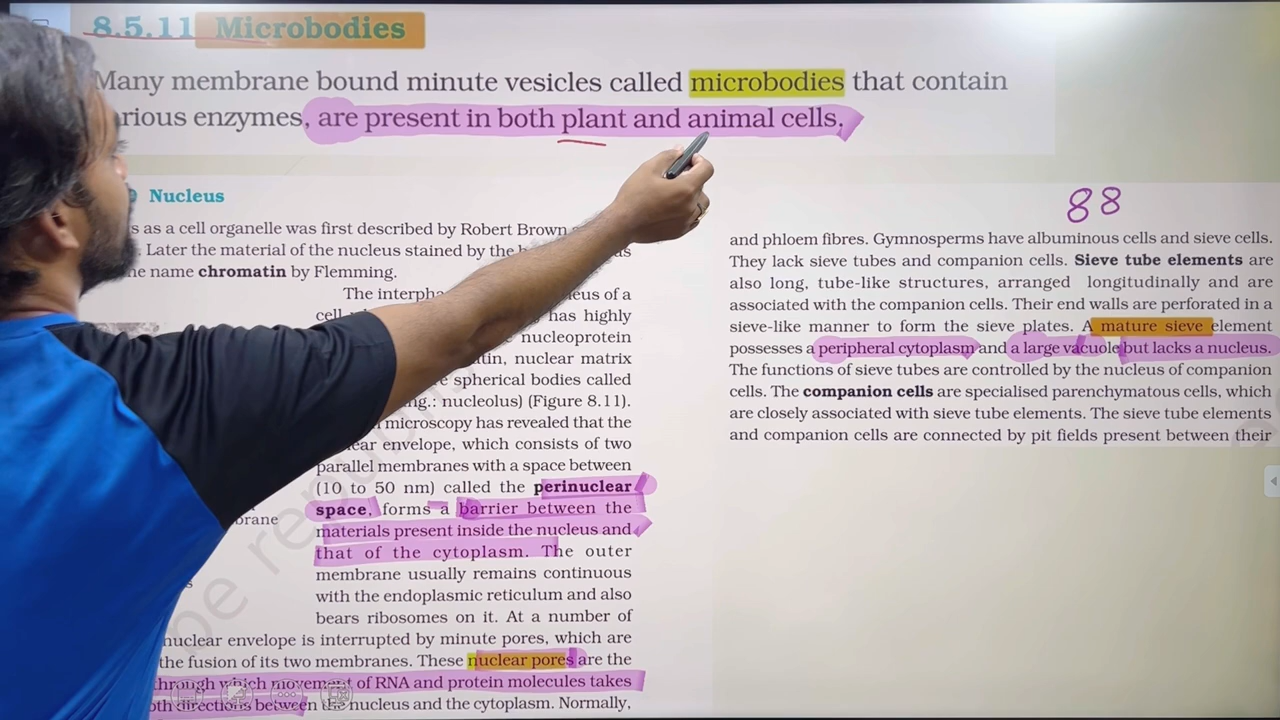 8.5.11 Microbodies
Many membrane bound minute vesicles called microbodies that contain
rious enzymes, are present in both plant and animal cells.
Nucleus
s as a cell organelle was first described by Robert Brown
Later the material of the nucleus stained by the
name chromatin by Flemming.
The interpha eus of a
cell has highly
nucleoprotein
tin, nuclear matrix
spherical bodies called
ng.: nucleolus) (Figure 8.11).
microscopy has revealed that the
ear envelope, which consists of two
parallel membranes with a space between
(10 to 50 nm) called the perinuclear
space, forms a barrier between the
materials present inside the nucleus and
that of the cytoplasm. The outer
membrane usually remains continuous
with the endoplasmic reticulum and also
bears ribosomes on it. At a number of
nuclear envelope is interrupted by minute pores, which are
the fusion of its two membranes. These nuclear pores are the
through which movement of RNA and protein molecules takes
oth directions between the nucleus and the cytoplasm. Normally,
brane
be re
88
and phloem fibres. Gymnosperms have albuminous cells and sieve cells.
They lack sieve tubes and companion cells. Sieve tube elements are
also long, tube-like structures, arranged longitudinally and are
associated with the companion cells. Their end walls are perforated in a
sieve-like manner to form the sieve plates. A mature sieve element
possesses a peripheral cytoplasm and a large vacuole but lacks a nucleus.
The functions of sieve tubes are controlled by the nucleus of companion
cells. The companion cells are specialised parenchymatous cells, which
are closely associated with sieve tube elements. The sieve tube elements
and companion cells are connected by pit fields present between their